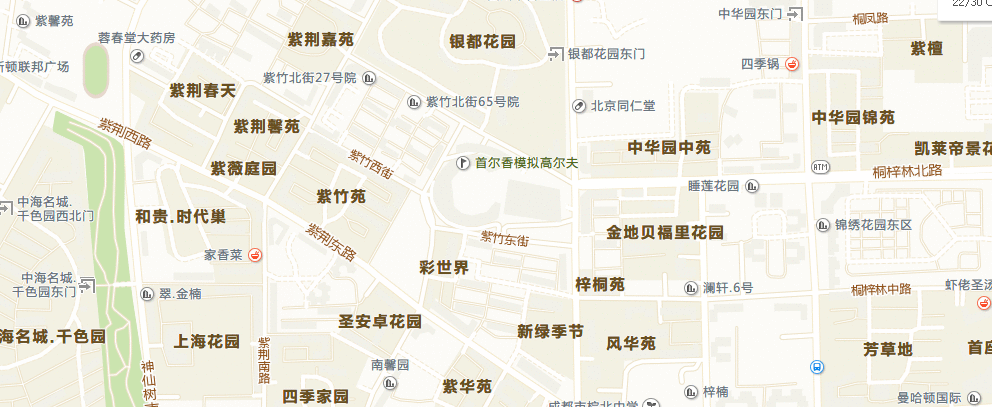 22/30
紫馨苑
中华园东门
桐凤路
蓉春堂大药房
紫荆嘉苑
银都花园
银都花园东门
紫檀
新顿联邦广场
紫竹北街27号院
四季锅
紫荆春天
紫竹北街65号院
北京同仁堂
中华园锦苑
紫荆西路
紫荆馨苑
中华园中苑
凯莱帝景花
紫薇庭园
紫竹西街
首尔香模拟高尔夫
ATM
桐梓林北路
紫竹苑
睡莲花园
中海名城.
千色园西北门
和贵.时代巢
锦绣花园东区
紫荆东路
紫竹东街
金地贝福里花园
家香菜
彩世界
中海名城.
千色园东门
翠.金楠
梓桐苑
澜轩.6号
桐梓林中路
虾佬圣汤
圣安卓花园
新绿季节
海名城.千色园
上海花园
紫荆南路
风华苑
芳草地
首座
南馨园
神仙树南
紫华苑
四季家园
梓楠
曼哈顿国际
成都市棕北中学